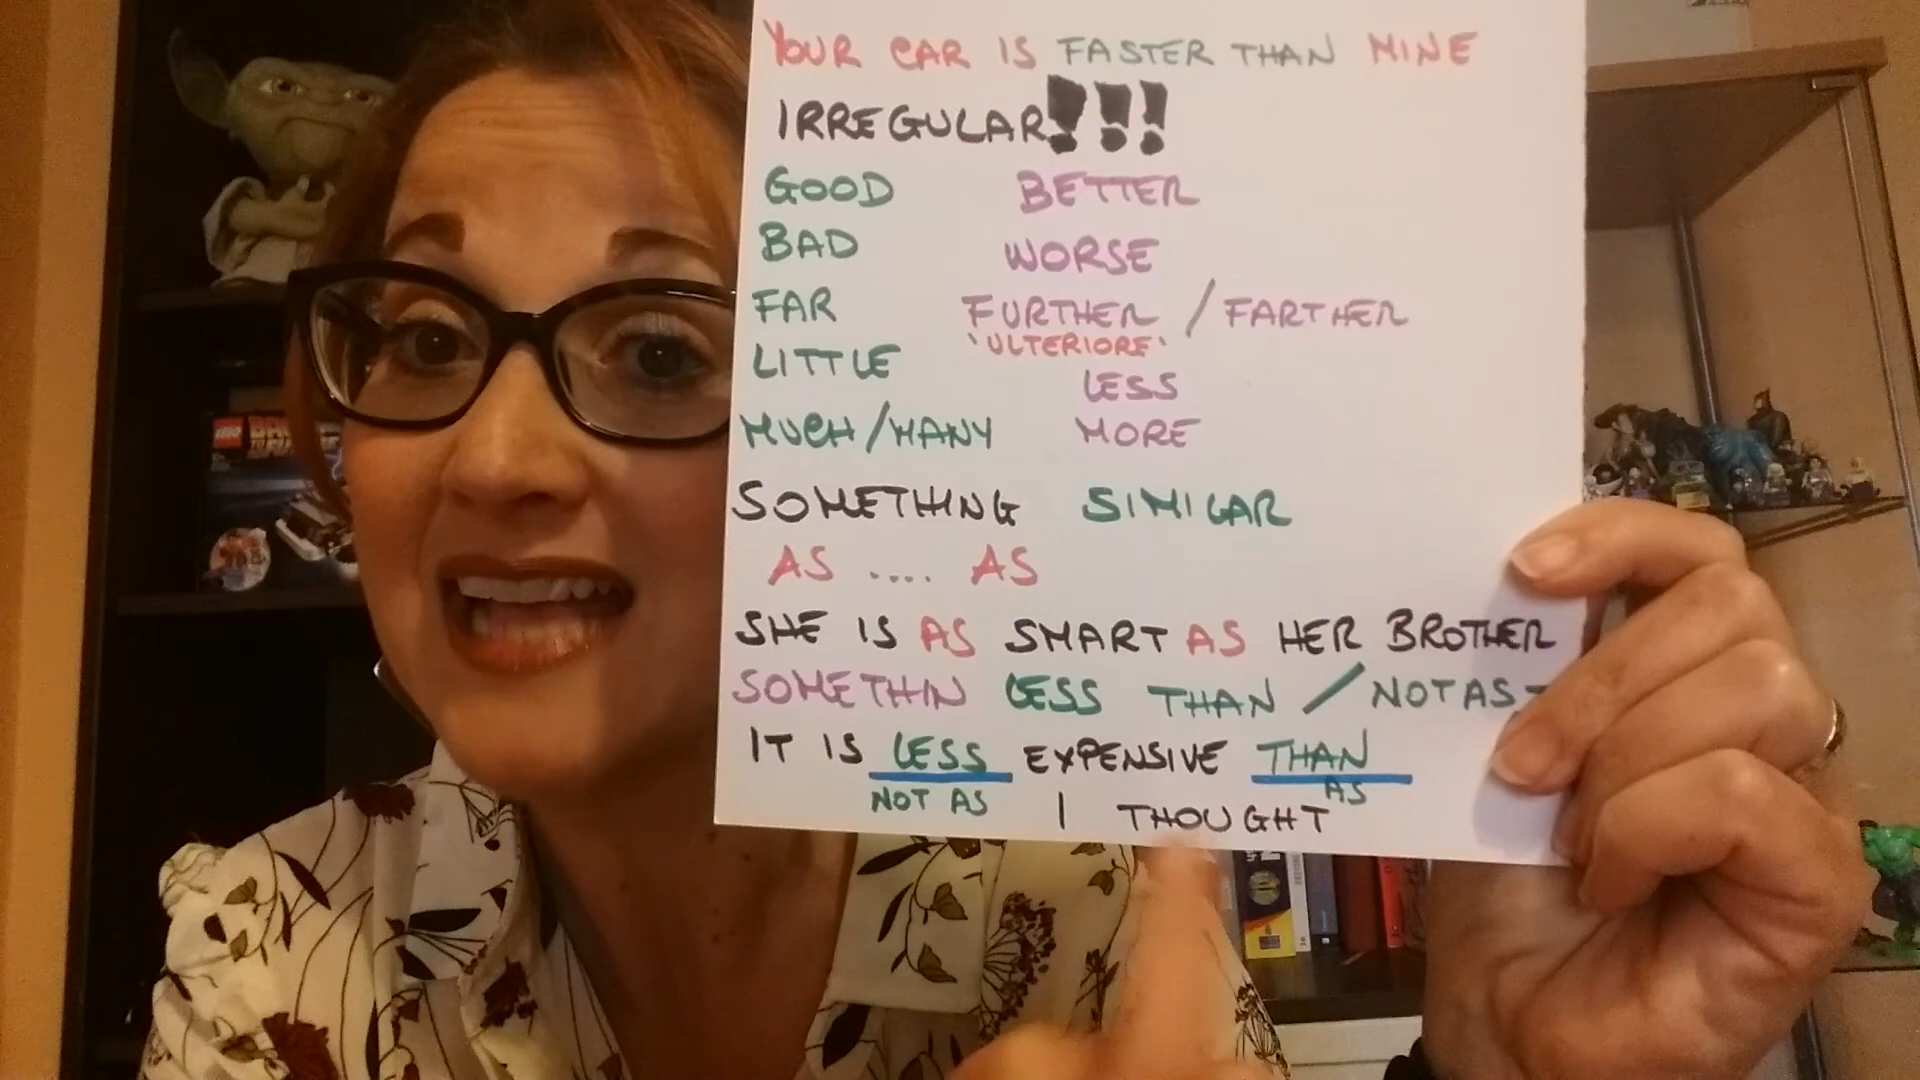 YOUR CAR IS FASTER THAN MINE
IRREGULAR!!!
GOOD BETTER
BAD WORSE
FAR FURTHER / FARTHER
'ULTERIORE'
LITTLE LESS
MUCH/MANY MORE
SOMETHING SIMILAR
AS .... AS
SHE IS AS SMART AS HER BROTHER
SOMETHIN LESS THAN / NOT AS
IT IS LESS EXPENSIVE THAN
NOT AS AS
I THOUGHT
LEGO